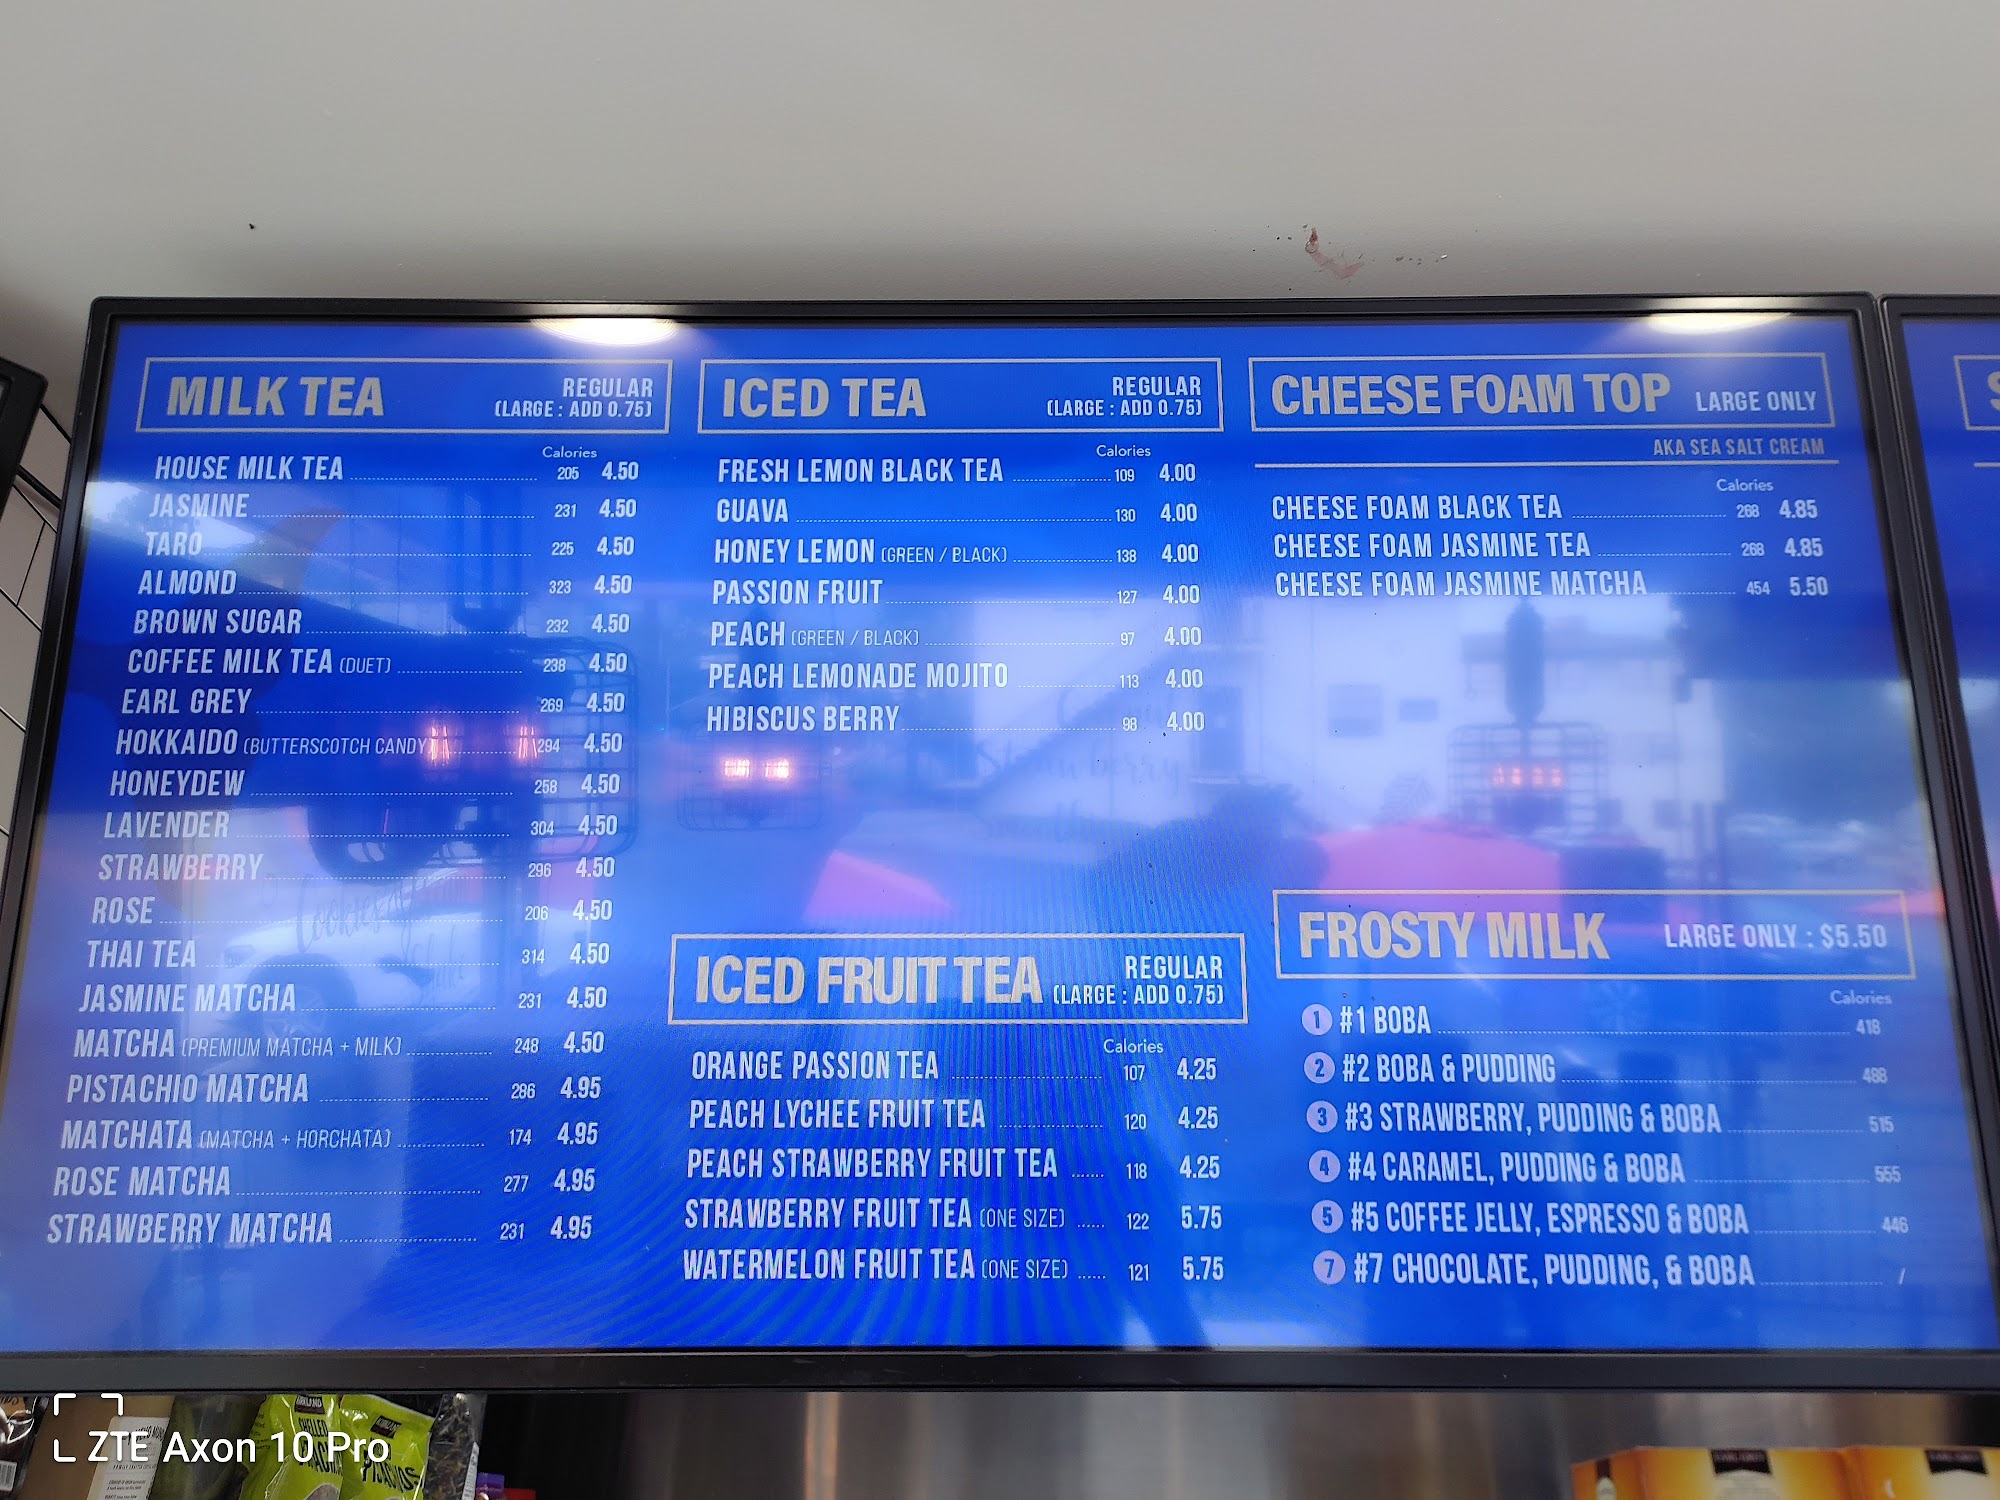 MILK TEA REGULAR
(LARGE : ADD 0.75)
Calories
HOUSE MILK TEA 205 4.50
JASMINE 231 4.50
TARO 225 4.50
ALMOND 323 4.50
BROWN SUGAR 232 4.50
COFFEE MILK TEA (DUET) 238 4.50
EARL GREY 269 4.50
HOKKAIDO (BUTTERSCOTCH CANDY) 294 4.50
HONEYDEW 258 4.50
LAVENDER 304 4.50
STRAWBERRY 296 4.50
ROSE 206 4.50
THAI TEA 314 4.50
JASMINE MATCHA 231 4.50
MATCHA (PREMIUM MATCHA + MILK) 248 4.50
PISTACHIO MATCHA 286 4.95
MATCHATA (MATCHA + HORCHATA) 174 4.95
ROSE MATCHA 277 4.95
STRAWBERRY MATCHA 231 4.95
ICED TEA REGULAR
(LARGE : ADD 0.75)
Calories
FRESH LEMON BLACK TEA 109 4.00
GUAVA 130 4.00
HONEY LEMON (GREEN / BLACK) 138 4.00
PASSION FRUIT 127 4.00
PEACH (GREEN / BLACK) 97 4.00
PEACH LEMONADE MOJITO 113 4.00
HIBISCUS BERRY 98 4.00
ICED FRUIT TEA REGULAR
(LARGE : ADD 0.75)
Calories
ORANGE PASSION TEA 107 4.25
PEACH LYCHEE FRUIT TEA 120 4.25
PEACH STRAWBERRY FRUIT TEA 118 4.25
STRAWBERRY FRUIT TEA (ONE SIZE) 122 5.75
WATERMELON FRUIT TEA (ONE SIZE) 121 5.75
CHEESE FOAM TOP LARGE ONLY
AKA SEA SALT CREAM
Calories
CHEESE FOAM BLACK TEA 268 4.85
CHEESE FOAM JASMINE TEA 268 4.85
CHEESE FOAM JASMINE MATCHA 454 5.50
FROSTY MILK LARGE ONLY : $5.50
Calories
1 #1 BOBA 418
2 #2 BOBA & PUDDING 488
3 #3 STRAWBERRY, PUDDING & BOBA 515
4 #4 CARAMEL, PUDDING & BOBA 555
5 #5 COFFEE JELLY, ESPRESSO & BOBA 446
7 #7 CHOCOLATE, PUDDING, & BOBA /
KIRKLAND
SHELLED
ZTE Axon 10 Pro